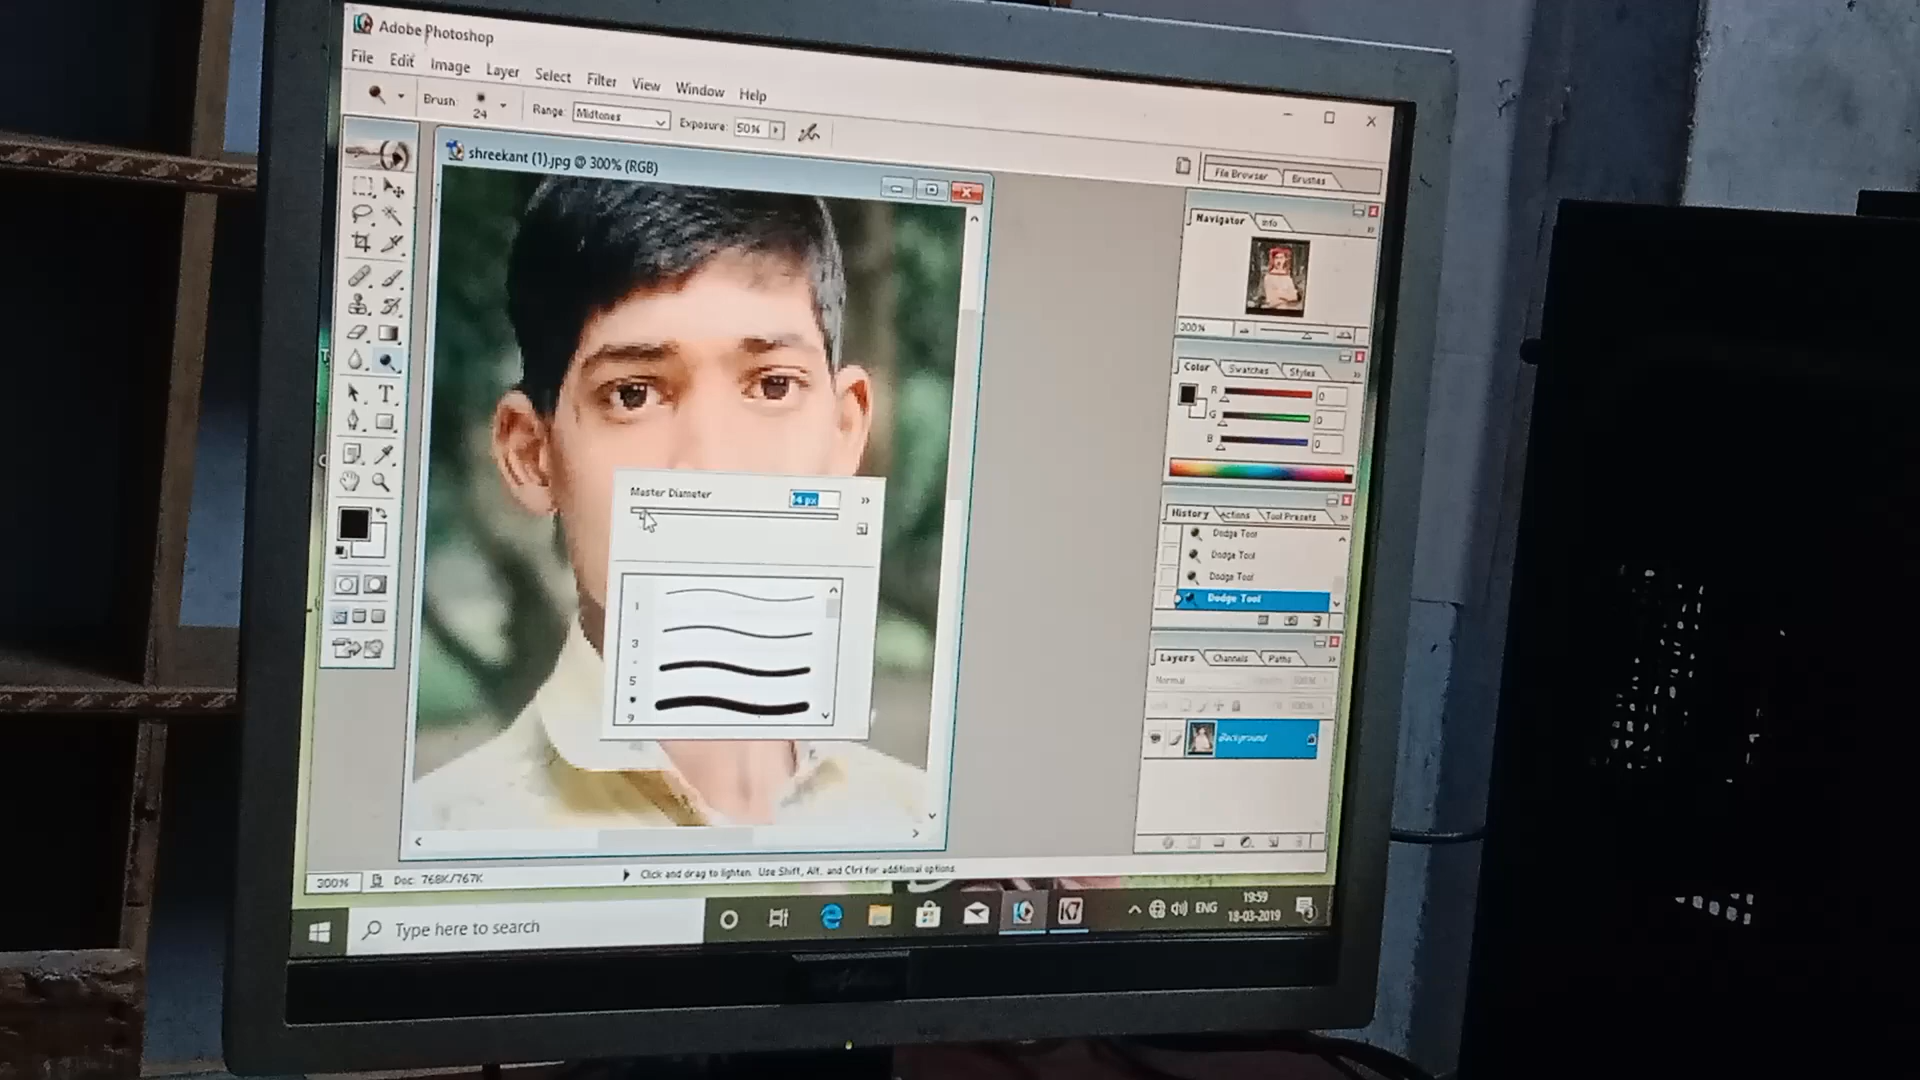 Adobe Photoshop
File Edit Image Layer Select Filter View Window Help
Brush: 24 Range: Midtones Exposure: 50%
File Browser Brushes
shreekant (1).jpg @ 300% (RGB)
Navigator Info
300%
Color Swatches Styles
R 0
G 0
B 0
Master Diameter
1
3
5
9
History Actions Tool Presets
Dodge Tool
Dodge Tool
Dodge Tool
Dodge Tool
Layers Channels Paths
Normal
Background
300% Doc: 768K/767K Click and drag to lighten. Use Shift, Alt, and Ctrl for additional options.
Type here to search
K7
ENG
19:59
18-03-2019
3